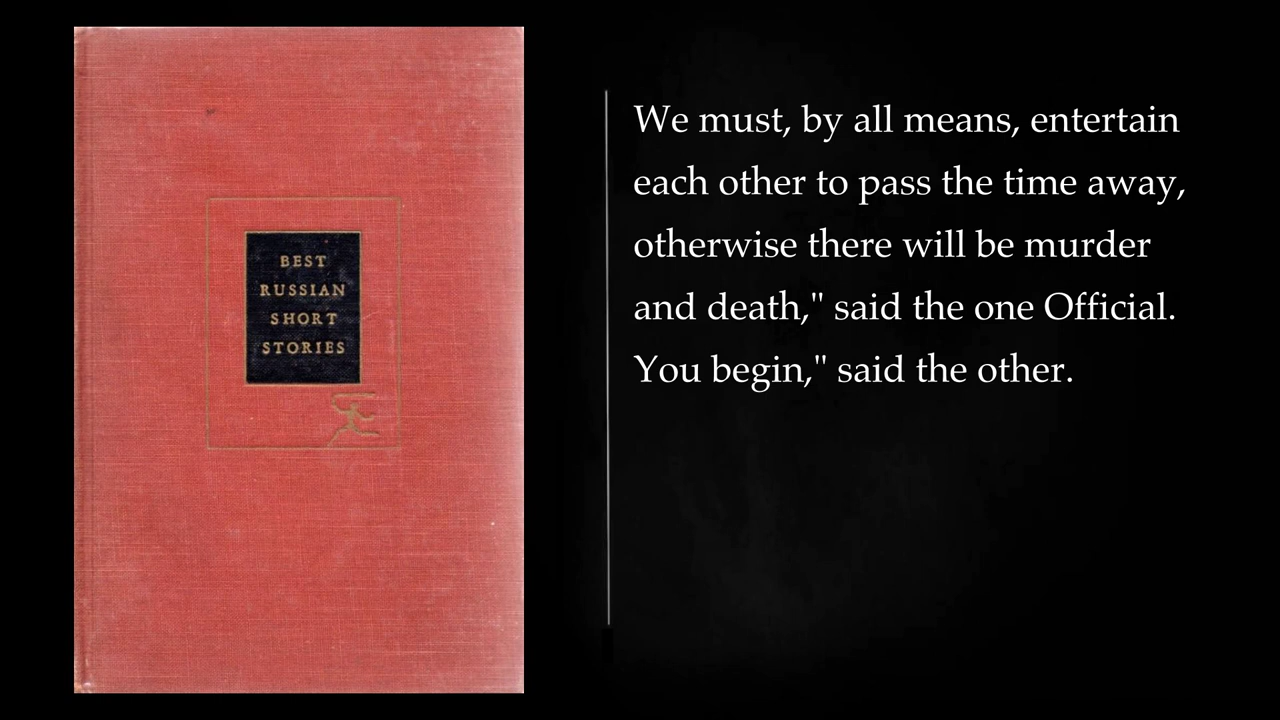 BEST
RUSSIAN
SHORT
STORIES
We must, by all means, entertain
each other to pass the time away,
otherwise there will be murder
and death," said the one Official.
You begin," said the other.